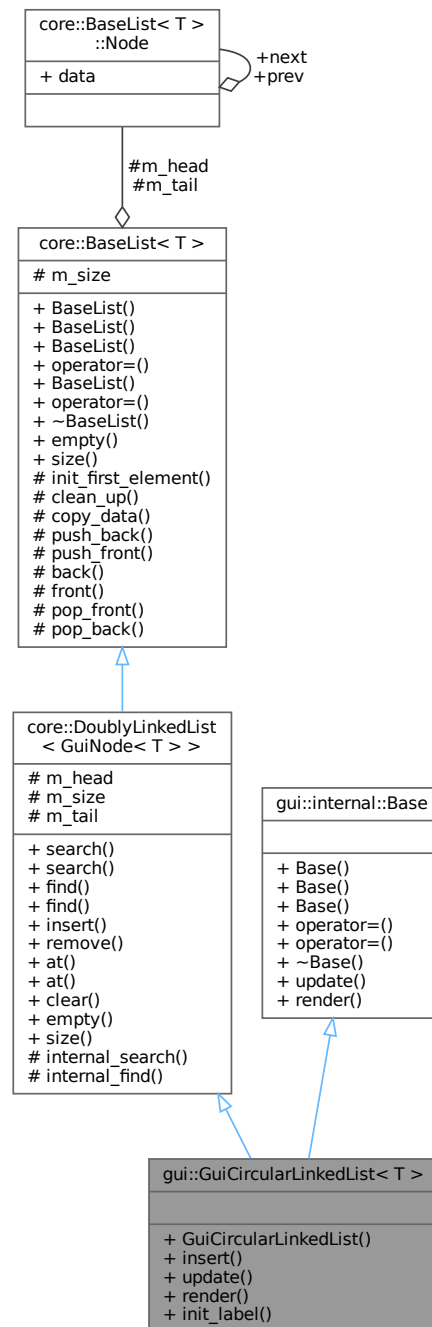 core::BaseList< T >
::Node
+ data
+next
+prev
#m_head
#m_tail
core::BaseList< T >
# m_size
+ BaseList()
+ BaseList()
+ BaseList()
+ operator=()
+ BaseList()
+ operator=()
+ ~BaseList()
+ empty()
+ size()
# init_first_element()
# clean_up()
# copy_data()
# push_back()
# push_front()
# back()
# front()
# pop_front()
# pop_back()
core::DoublyLinkedList
< GuiNode< T > >
# m_head
# m_size
# m_tail
+ search()
+ search()
+ find()
+ find()
+ insert()
+ remove()
+ at()
+ at()
+ clear()
+ empty()
+ size()
# internal_search()
# internal_find()
gui::internal::Base
+ Base()
+ Base()
+ Base()
+ operator=()
+ operator=()
+ ~Base()
+ update()
+ render()
gui::GuiCircularLinkedList< T >
+ GuiCircularLinkedList()
+ insert()
+ update()
+ render()
+ init_label()